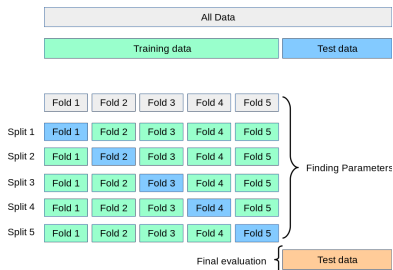 All Data
Training data Test data
Fold 1 Fold 2 Fold 3 Fold 4 Fold 5
Split 1 Fold 1 Fold 2 Fold 3 Fold 4 Fold 5
Split 2 Fold 1 Fold 2 Fold 3 Fold 4 Fold 5
Finding Parameters
Split 3 Fold 1 Fold 2 Fold 3 Fold 4 Fold 5
Split 4 Fold 1 Fold 2 Fold 3 Fold 4 Fold 5
Split 5 Fold 1 Fold 2 Fold 3 Fold 4 Fold 5
Final evaluation Test data